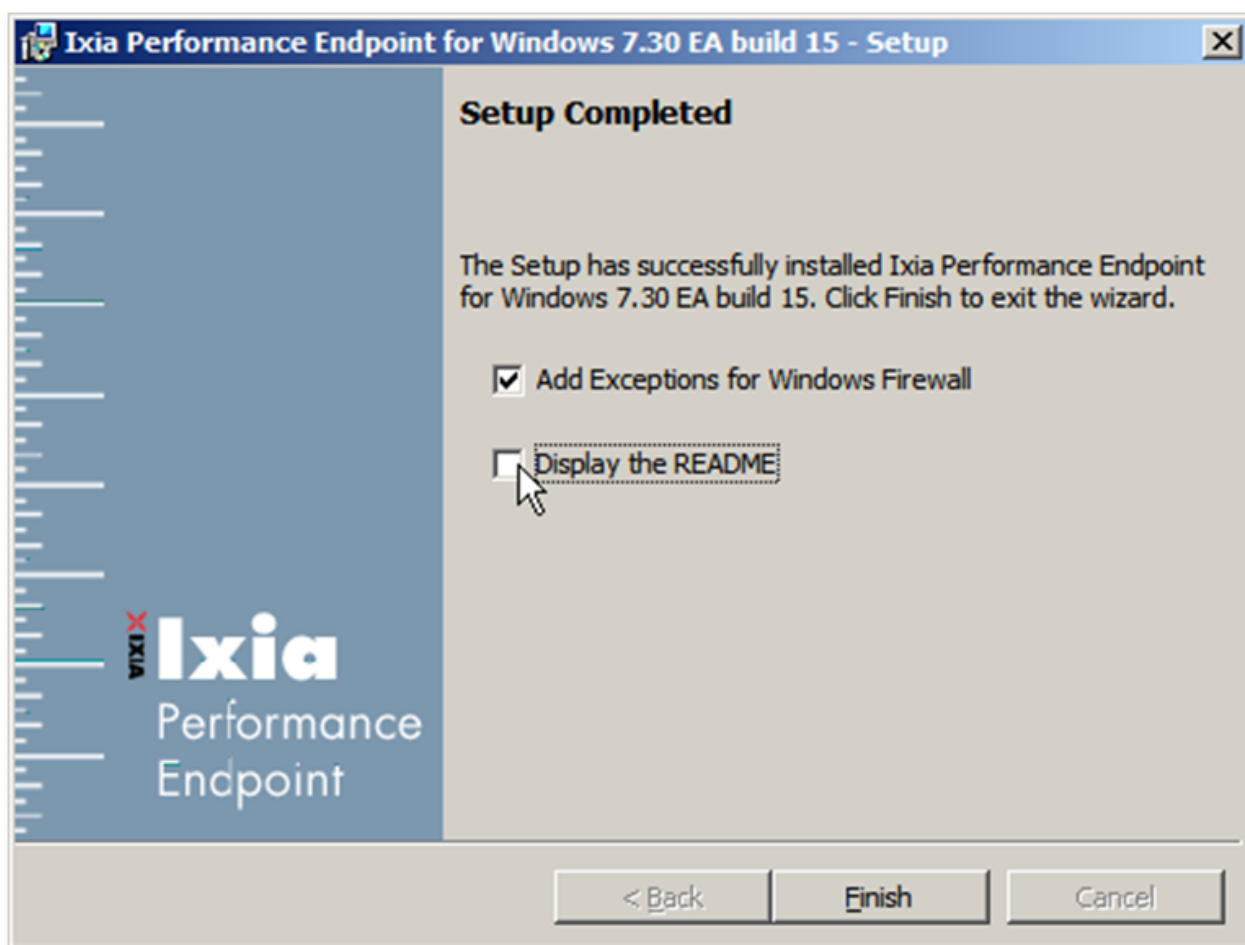 Ixia Performance Endpoint for Windows 7.30 EA build 15 - Setup
Setup Completed
The Setup has successfully installed Ixia Performance Endpoint
for Windows 7.30 EA build 15. Click Finish to exit the wizard.
Add Exceptions for Windows Firewall
Display the README
IXIA
Ixia
Performance
Endpoint
< Back
Finish
Cancel